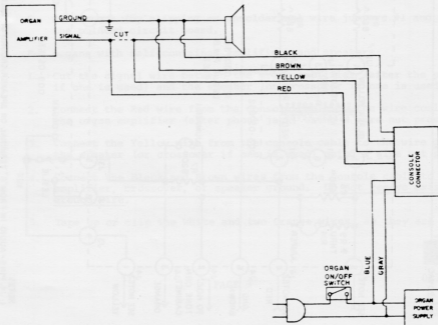 ORGAN
AMPLIFIER
GROUND
SIGNAL
CUT
BLACK
BROWN
YELLOW
RED
CONSOLE
CONNECTOR
BLUE
GRAY
ORGAN
ON/OFF
SWITCH
ORGAN
POWER
SUPPLY